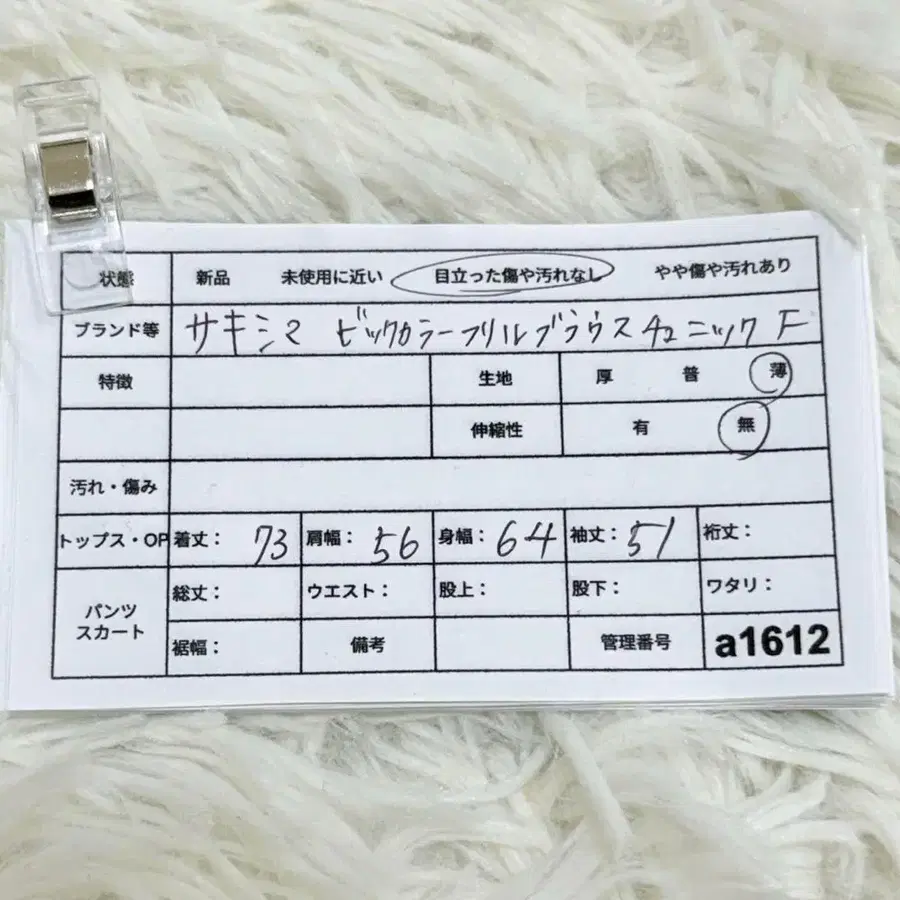 状態 新品 未使用に近い 目立った傷や汚れなし やや傷や汚れあり
ブランド等 サキシマ ビックカラーフリルブラウス チュニック F
特徴 生地 厚 普 薄
伸縮性 有 無
汚れ・傷み
トップス・OP 着丈: 73 肩幅: 56 身幅: 64 袖丈: 51 裄丈:
パンツ スカート 総丈: ウエスト: 股上: 股下: ワタリ:
裾幅: 備考 管理番号 a1612